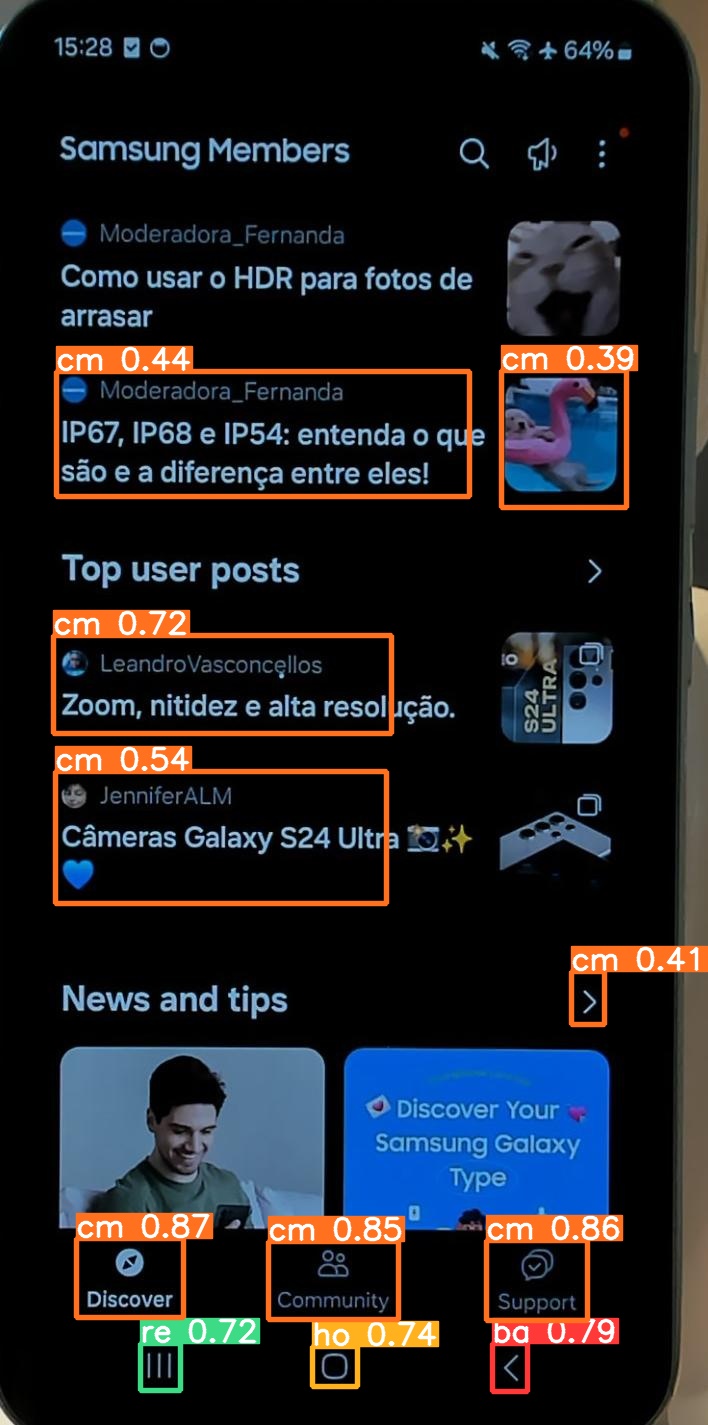 15:28
64%
Samsung Members
Moderadora_Fernanda
Como usar o HDR para fotos de
arrasar
cm 0.44
cm 0.39
Moderadora_Fernanda
IP67, IP68 e IP54: entenda o que
são e a diferença entre eles!
Top user posts
cm 0.72
LeandroVasconcellos
Zoom, nitidez e alta resolução.
S24
ULTRA
cm 0.54
JenniferALM
Câmeras Galaxy S24 Ultra 📷✨
💙
cm 0.41
News and tips
💌 Discover Your 💖
Samsung Galaxy
Type
cm 0.87
cm 0.85
cm 0.86
Discover
Community
Support
re 0.72
ho 0.74
ba 0.79